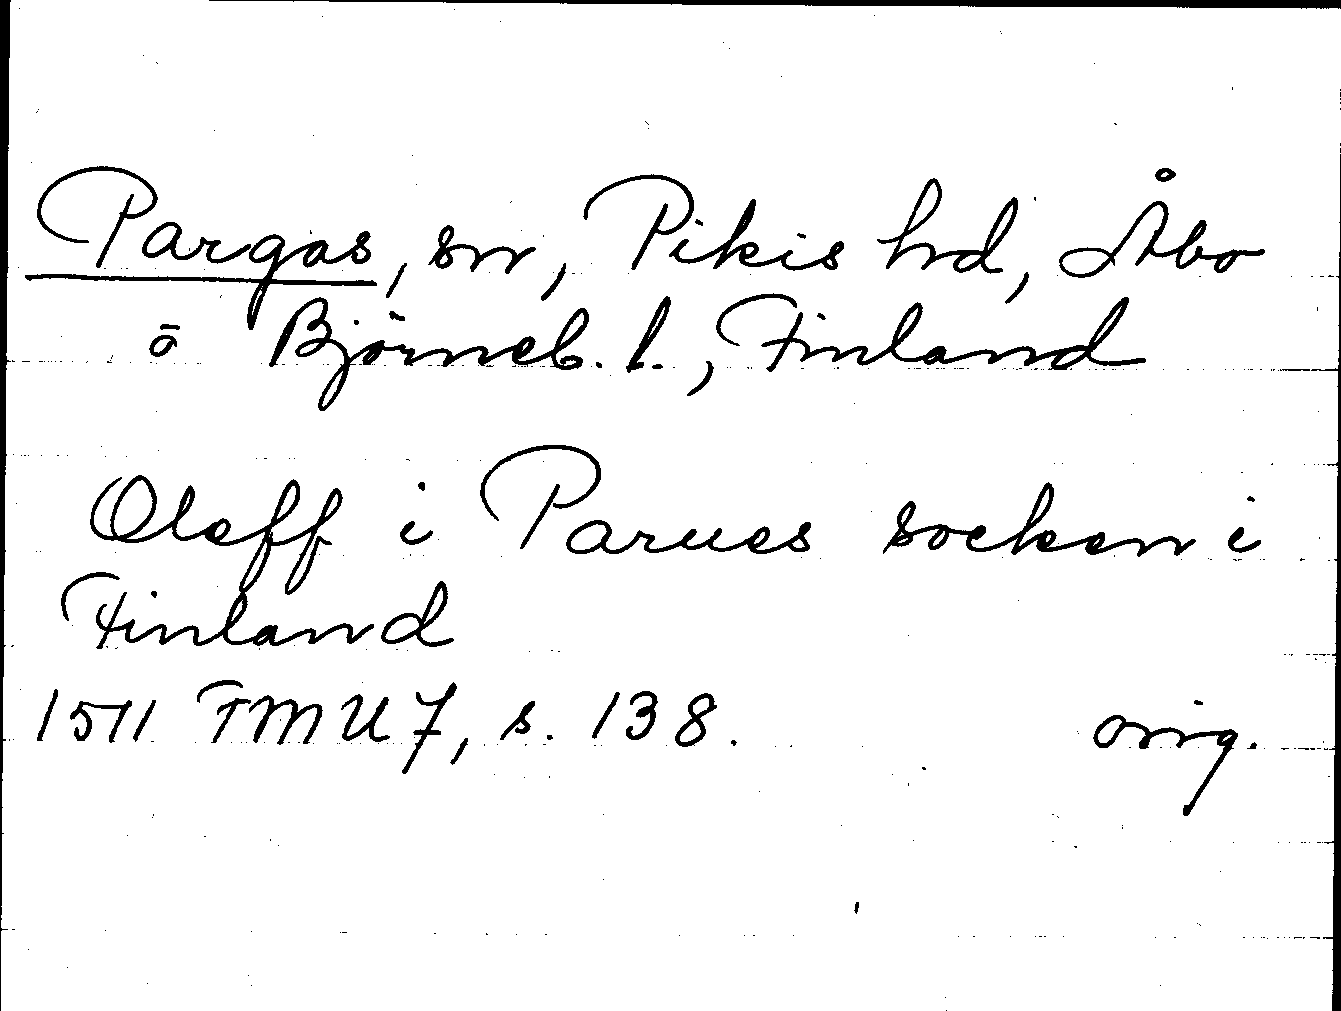 Pargas, sn, Pikis hd, Åbo
o Björneb. l., Finland
Oleff i Parues socken i
Finland
1511 FMU 7, s. 138. orig.